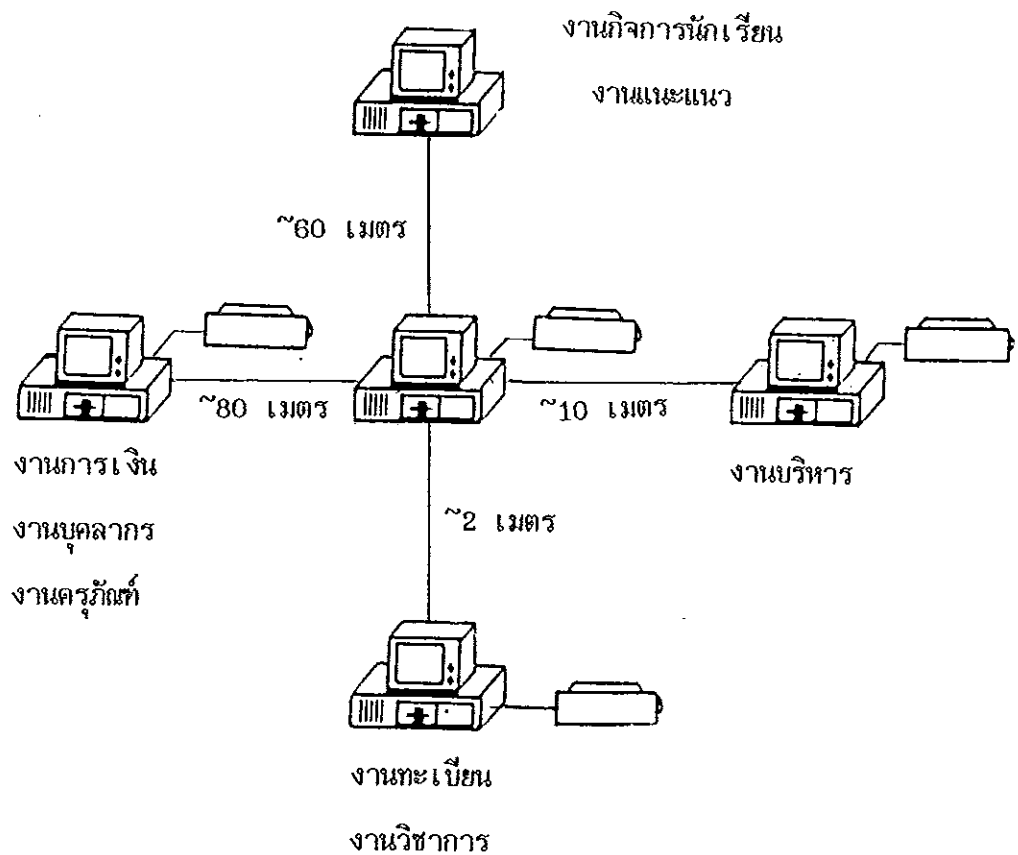 งานกิจการนักเรียน
งานแนะแนว
~60 เมตร
~80 เมตร
~10 เมตร
งานการเงิน
งานบุคลากร
งานครุภัณฑ์
งานบริหาร
~2 เมตร
งานทะเบียน
งานวิชาการ